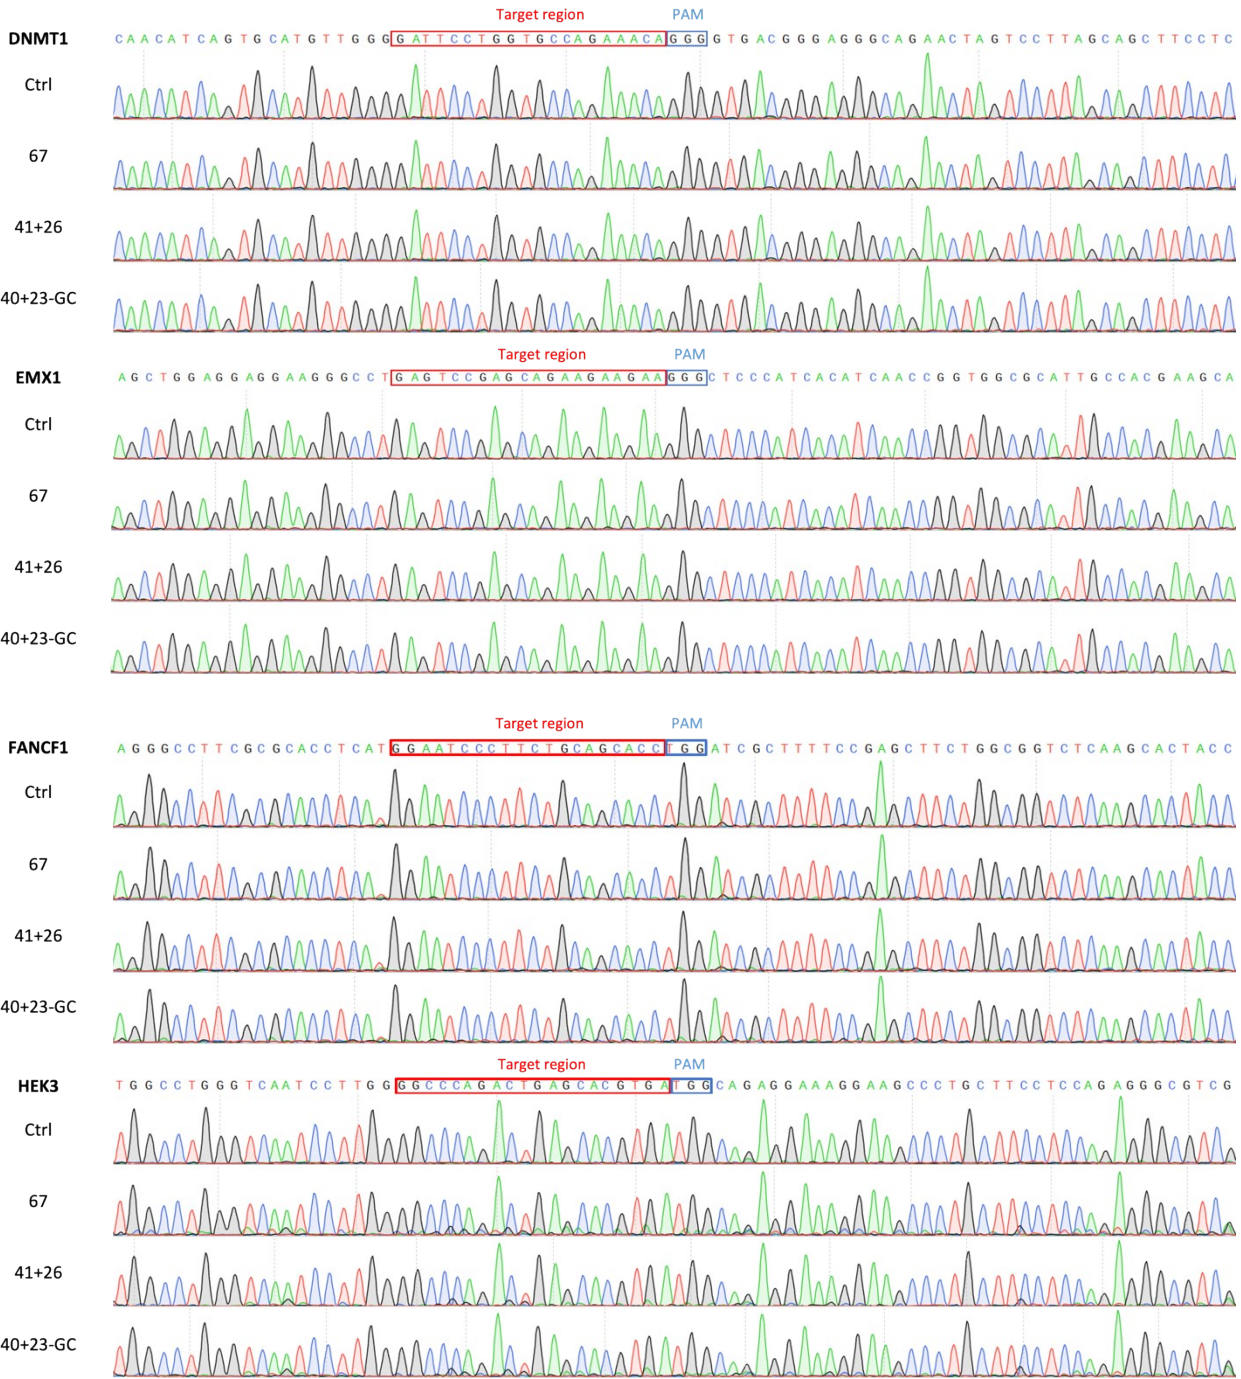 Target region PAM
DNMT1 CAACATCAGTGCATGTTGGGGATTCCTGGTGCCAGAAACAGGGGTGACGGGAGGGCAGAACTAGTCCTTAGCAGCTTCCTC
Ctrl
67
41+26
40+23-GC
Target region PAM
EMX1 AGCTGGAGGAGGAAGGGCCTGAGTCCGAGCAGAAGAAGAAGGGCTCCCATCACATCAACCGGTGGCGCATTGCCACGAAGCA
Ctrl
67
41+26
40+23-GC
Target region PAM
FANCF1 AGGGCCTTCGCGCACCTCATGGAATCCCTTCTGCAGCACCTGGATCGCTTTTCCGAGCTTCTGGCGGTCTCAAGCACTACC
Ctrl
67
41+26
40+23-GC
Target region PAM
HEK3 TGGCCTGGGTCAATCCTTGGGGCCCAGACTGAGCACGTGATGGCAGAGGAAAGGAAGCCCTGCTTCCTCCAGAGGGCGTCG
Ctrl
67
41+26
40+23-GC